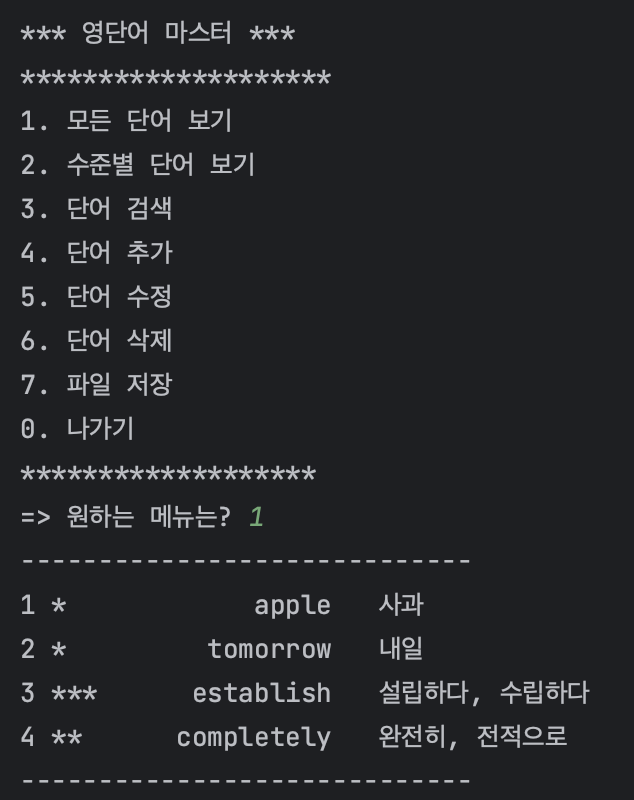 *** 영단어 마스터 ***
********************
1. 모든 단어 보기
2. 수준별 단어 보기
3. 단어 검색
4. 단어 추가
5. 단어 수정
6. 단어 삭제
7. 파일 저장
0. 나가기
*******************
=> 원하는 메뉴는? 1
-----------------------------
1 *            apple   사과
2 *         tomorrow   내일
3 ***      establish   설립하다, 수립하다
4 **      completely   완전히, 전적으로
-----------------------------